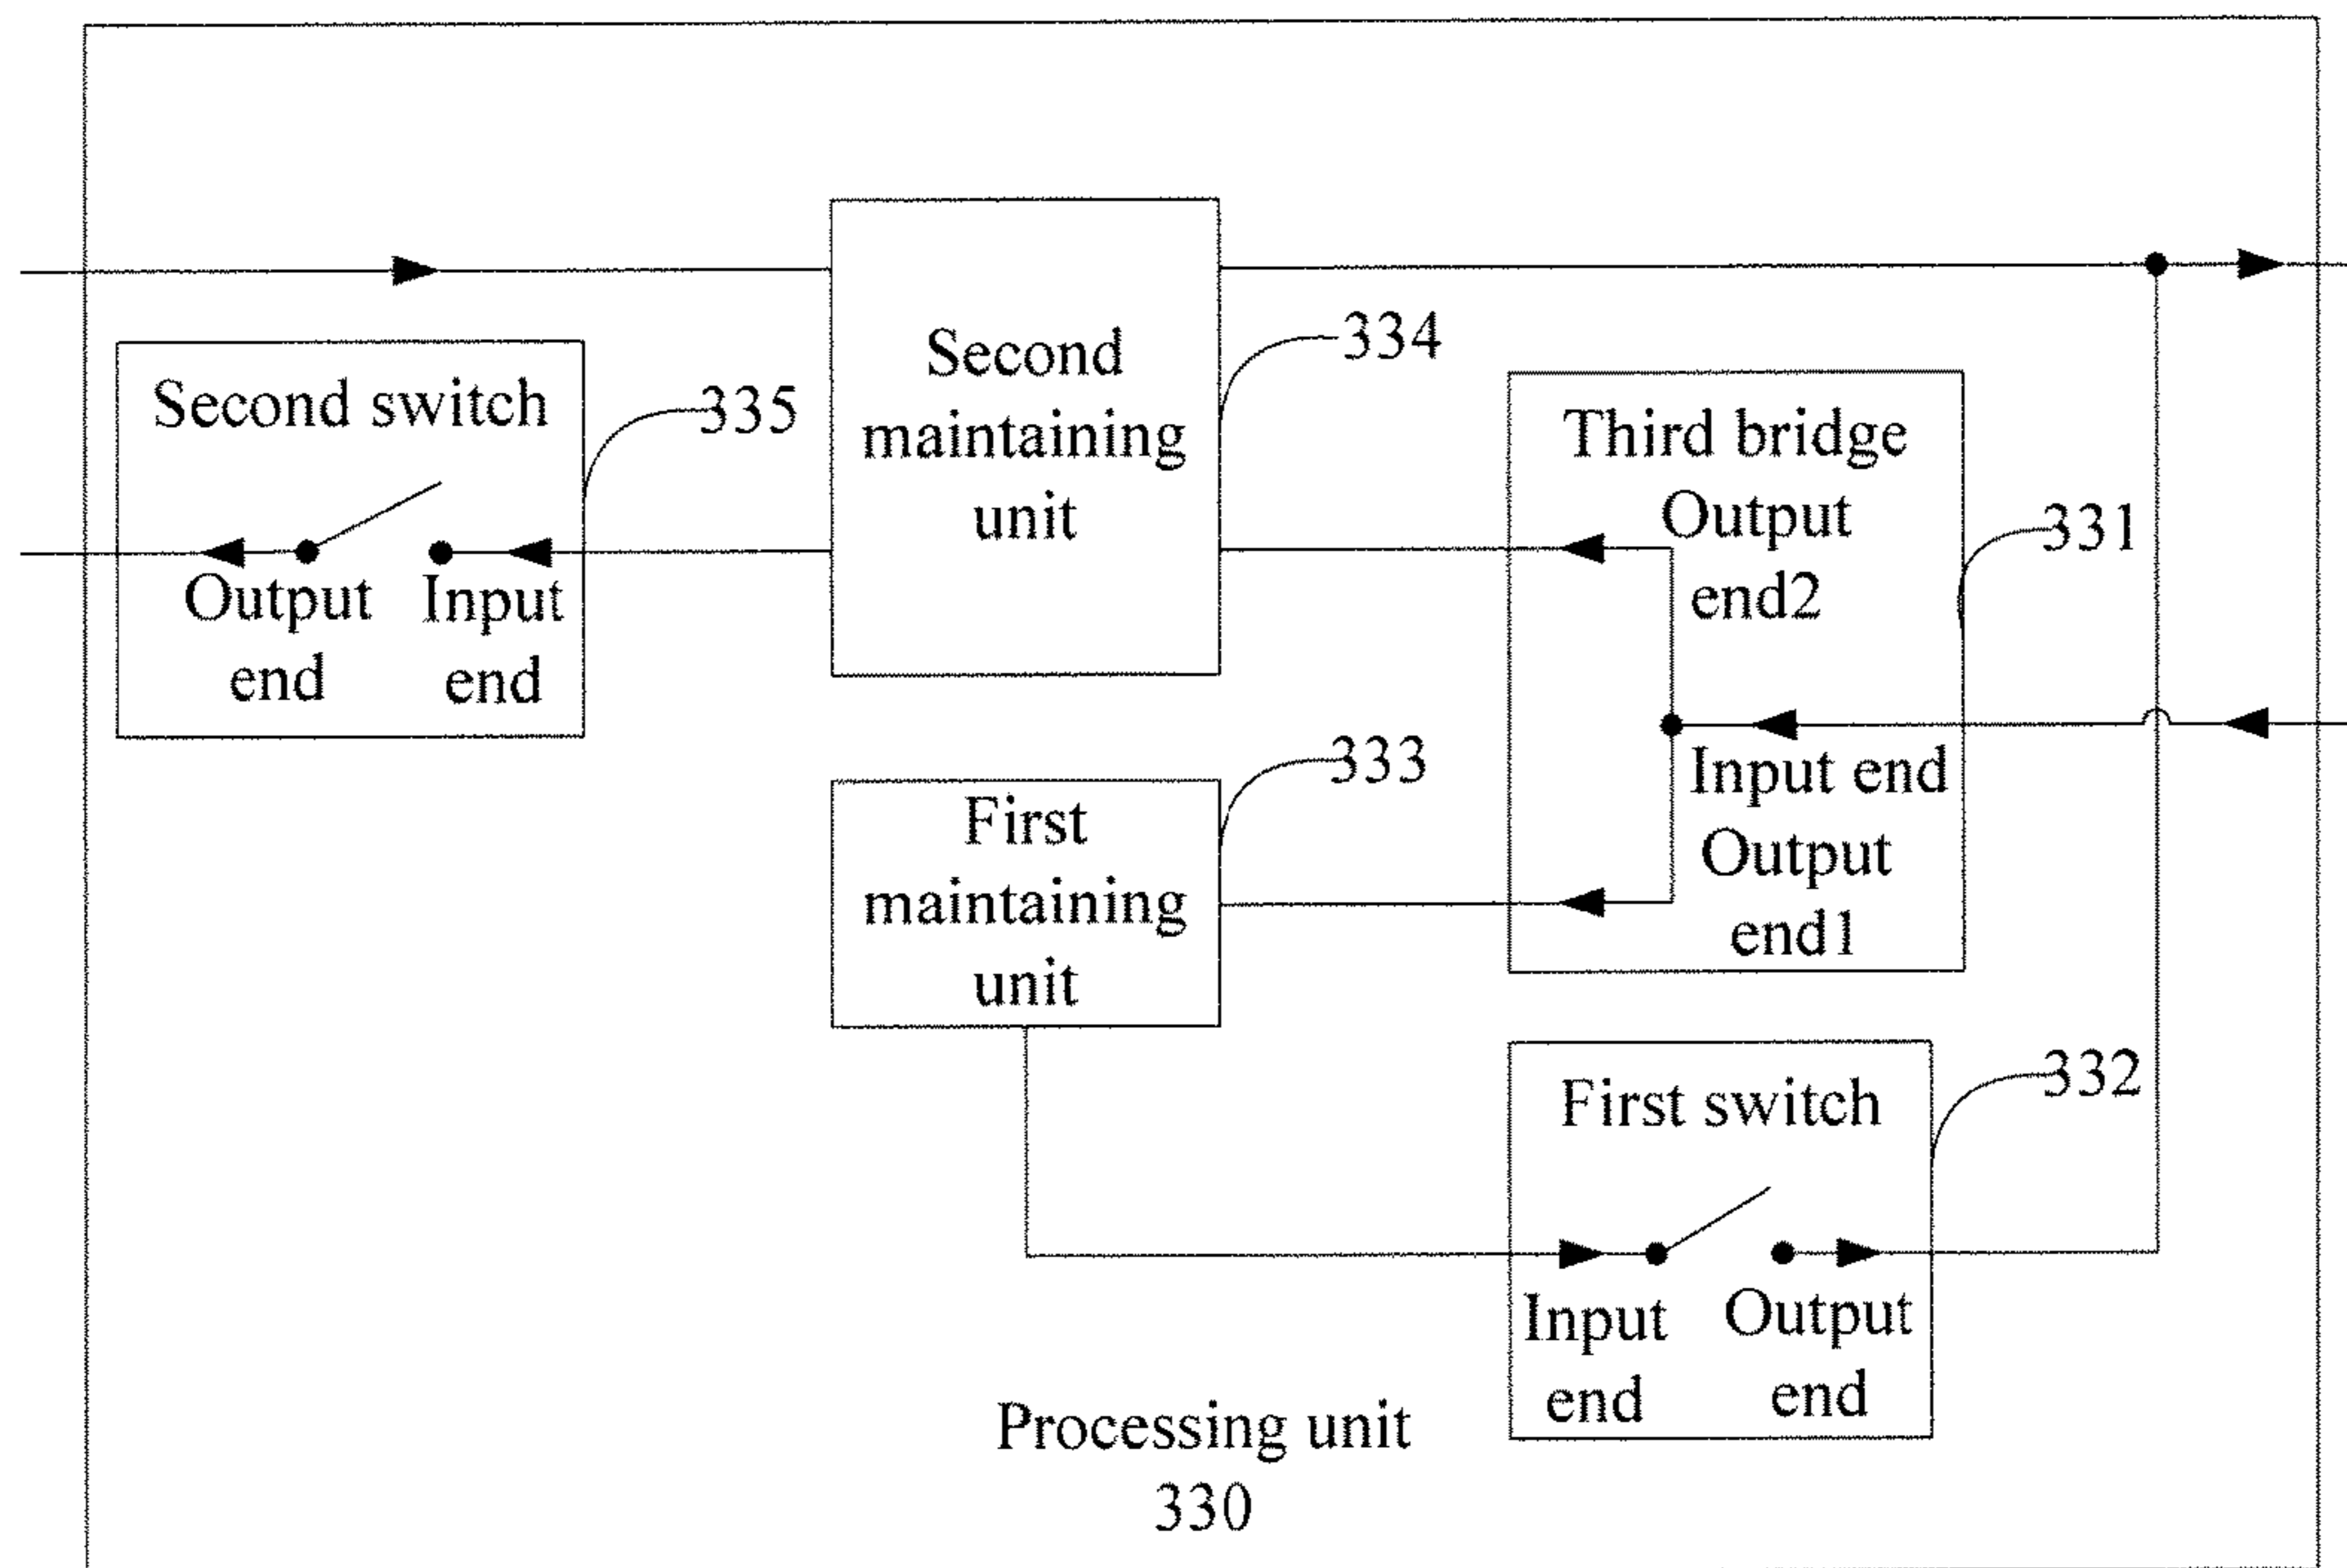 Second
maintaining
unit
334
Second switch
335
Output
end
Input
end
Third bridge
Output
end2
Input end
Output
end1
331
First
maintaining
unit
333
First switch
332
Input
end
Output
end
Processing unit
330